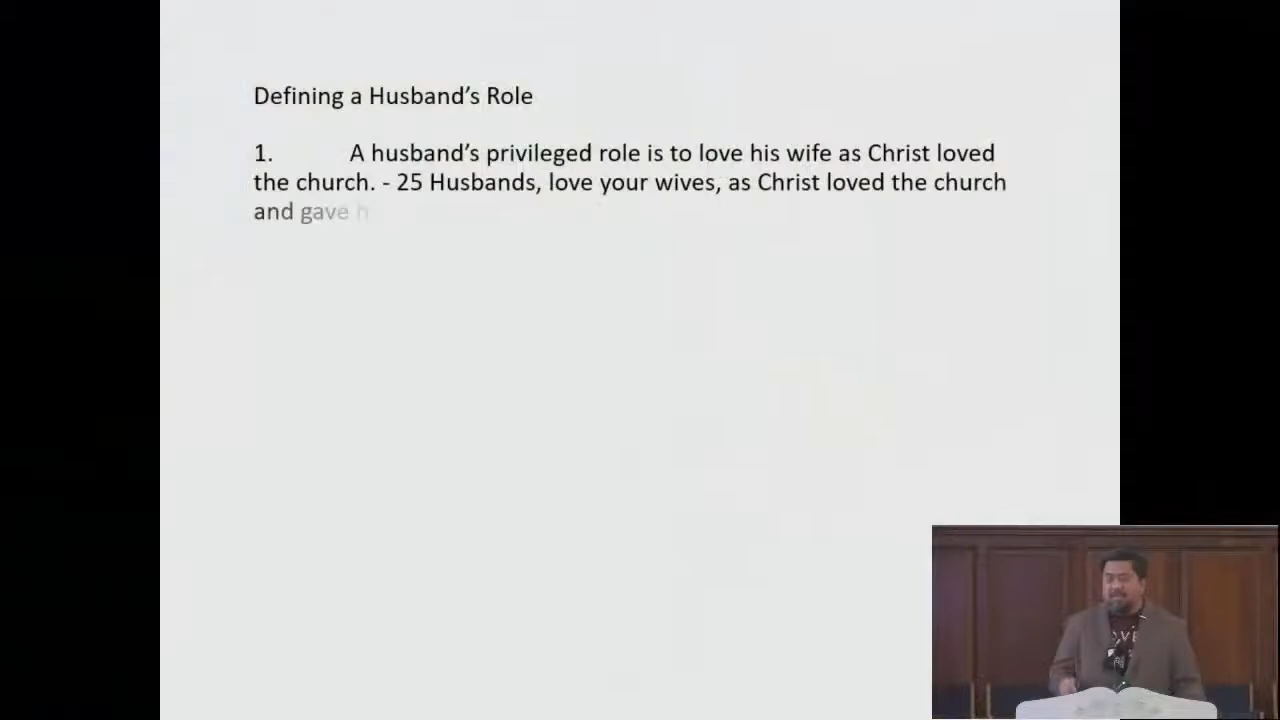 Defining a Husband’s Role
1. A husband’s privileged role is to love his wife as Christ loved
the church. - 25 Husbands, love your wives, as Christ loved the church
and gave h